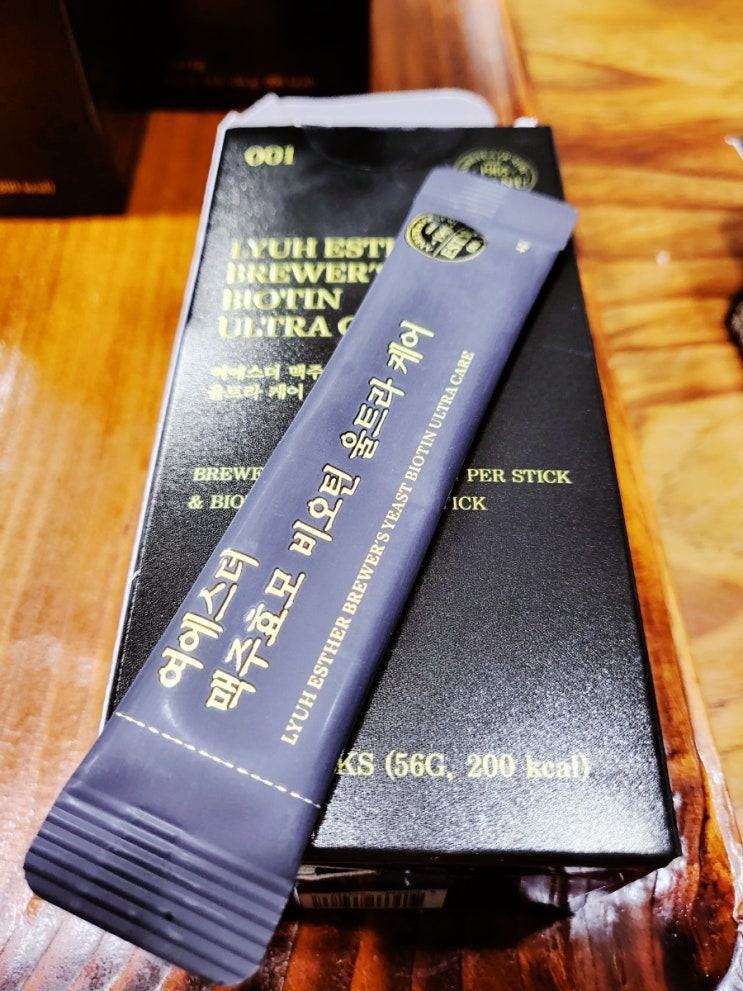 001
LYUH ESTH
BREWER'
BIOTIN
ULTRA C
여에스더 맥주
울트라 케어
BREWE PER STICK
& BIO TICK
KS (56G, 200 kcal)
여에스더
맥주효모 비오틴 울트라 케어
LYUH ESTHER BREWER'S YEAST BIOTIN ULTRA CARE